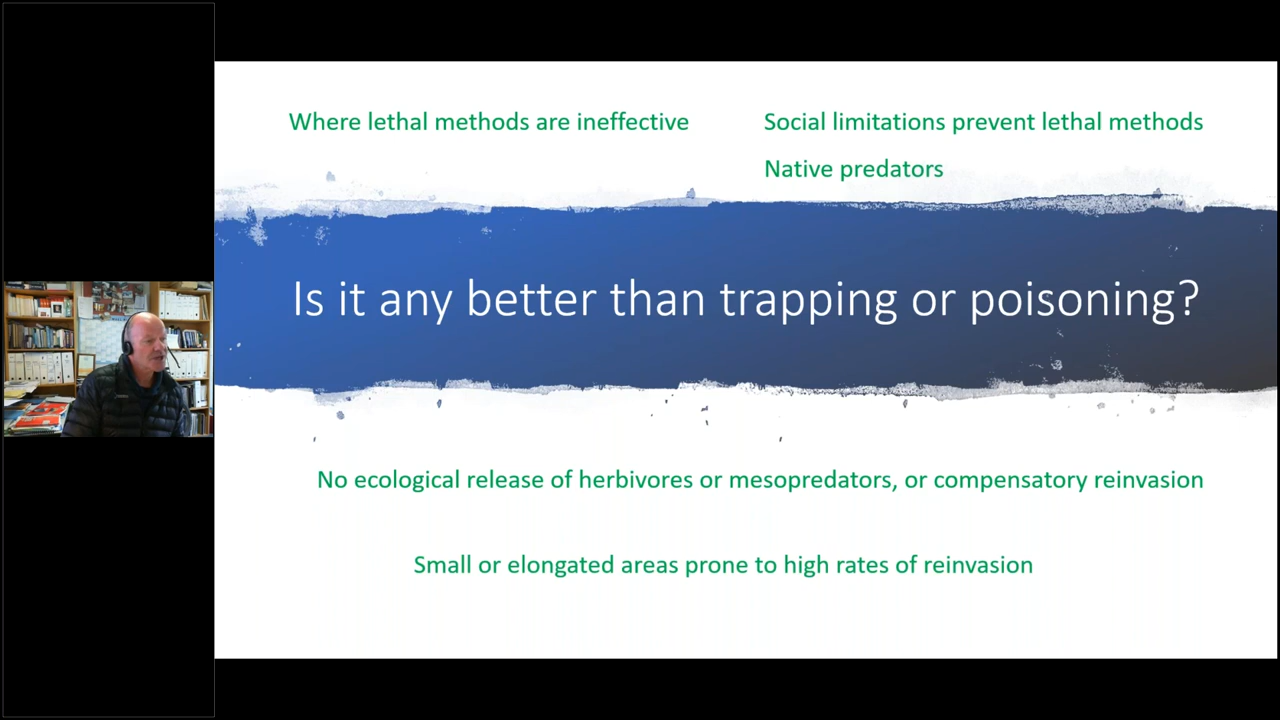 Where lethal methods are ineffective
Social limitations prevent lethal methods
Native predators
Is it any better than trapping or poisoning?
No ecological release of herbivores or mesopredators, or compensatory reinvasion
Small or elongated areas prone to high rates of reinvasion